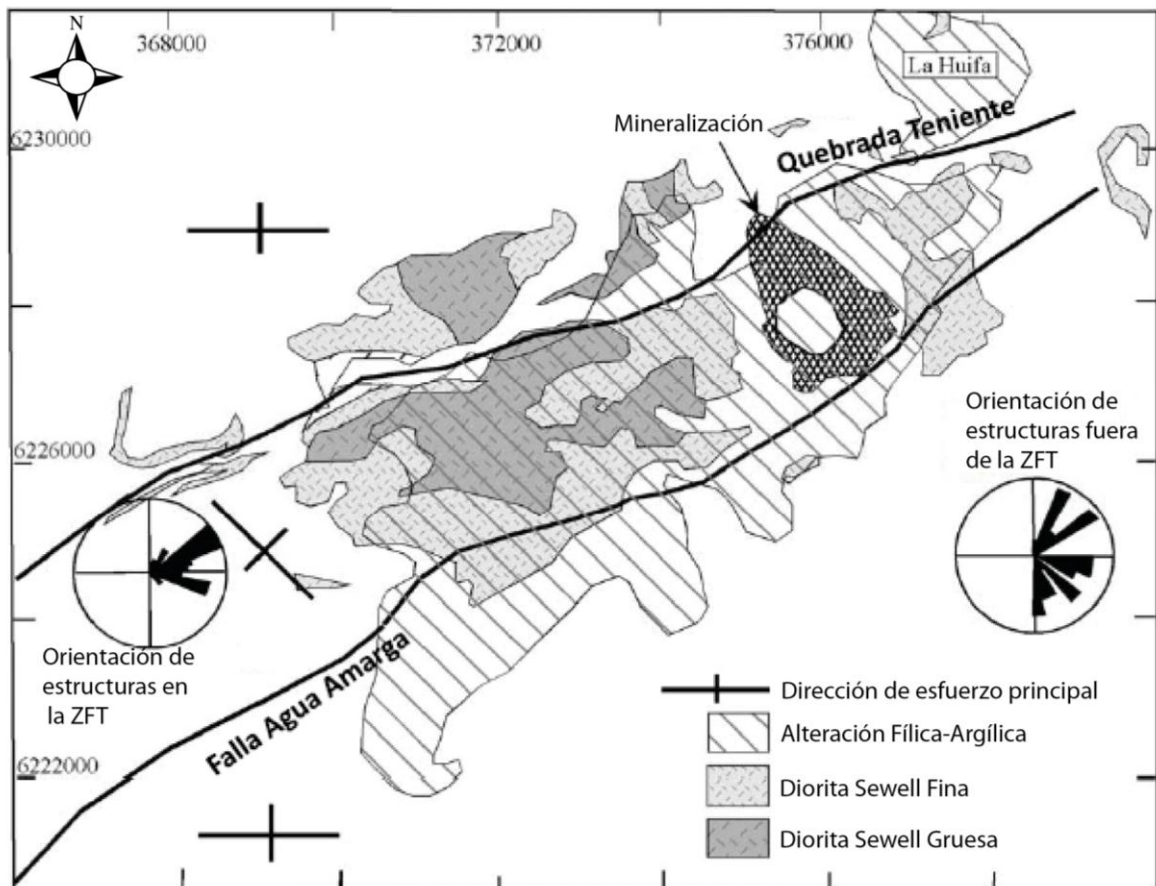 N
368000
372000
376000
La Huifa
6230000
Mineralización
Quebrada Teniente
6226000
Orientación de
estructuras fuera
de la ZFT
Orientación de
estructuras en
la ZFT
Falla Agua Amarga
6222000
Dirección de esfuerzo principal
Alteración Fílica-Argílica
Diorita Sewell Fina
Diorita Sewell Gruesa